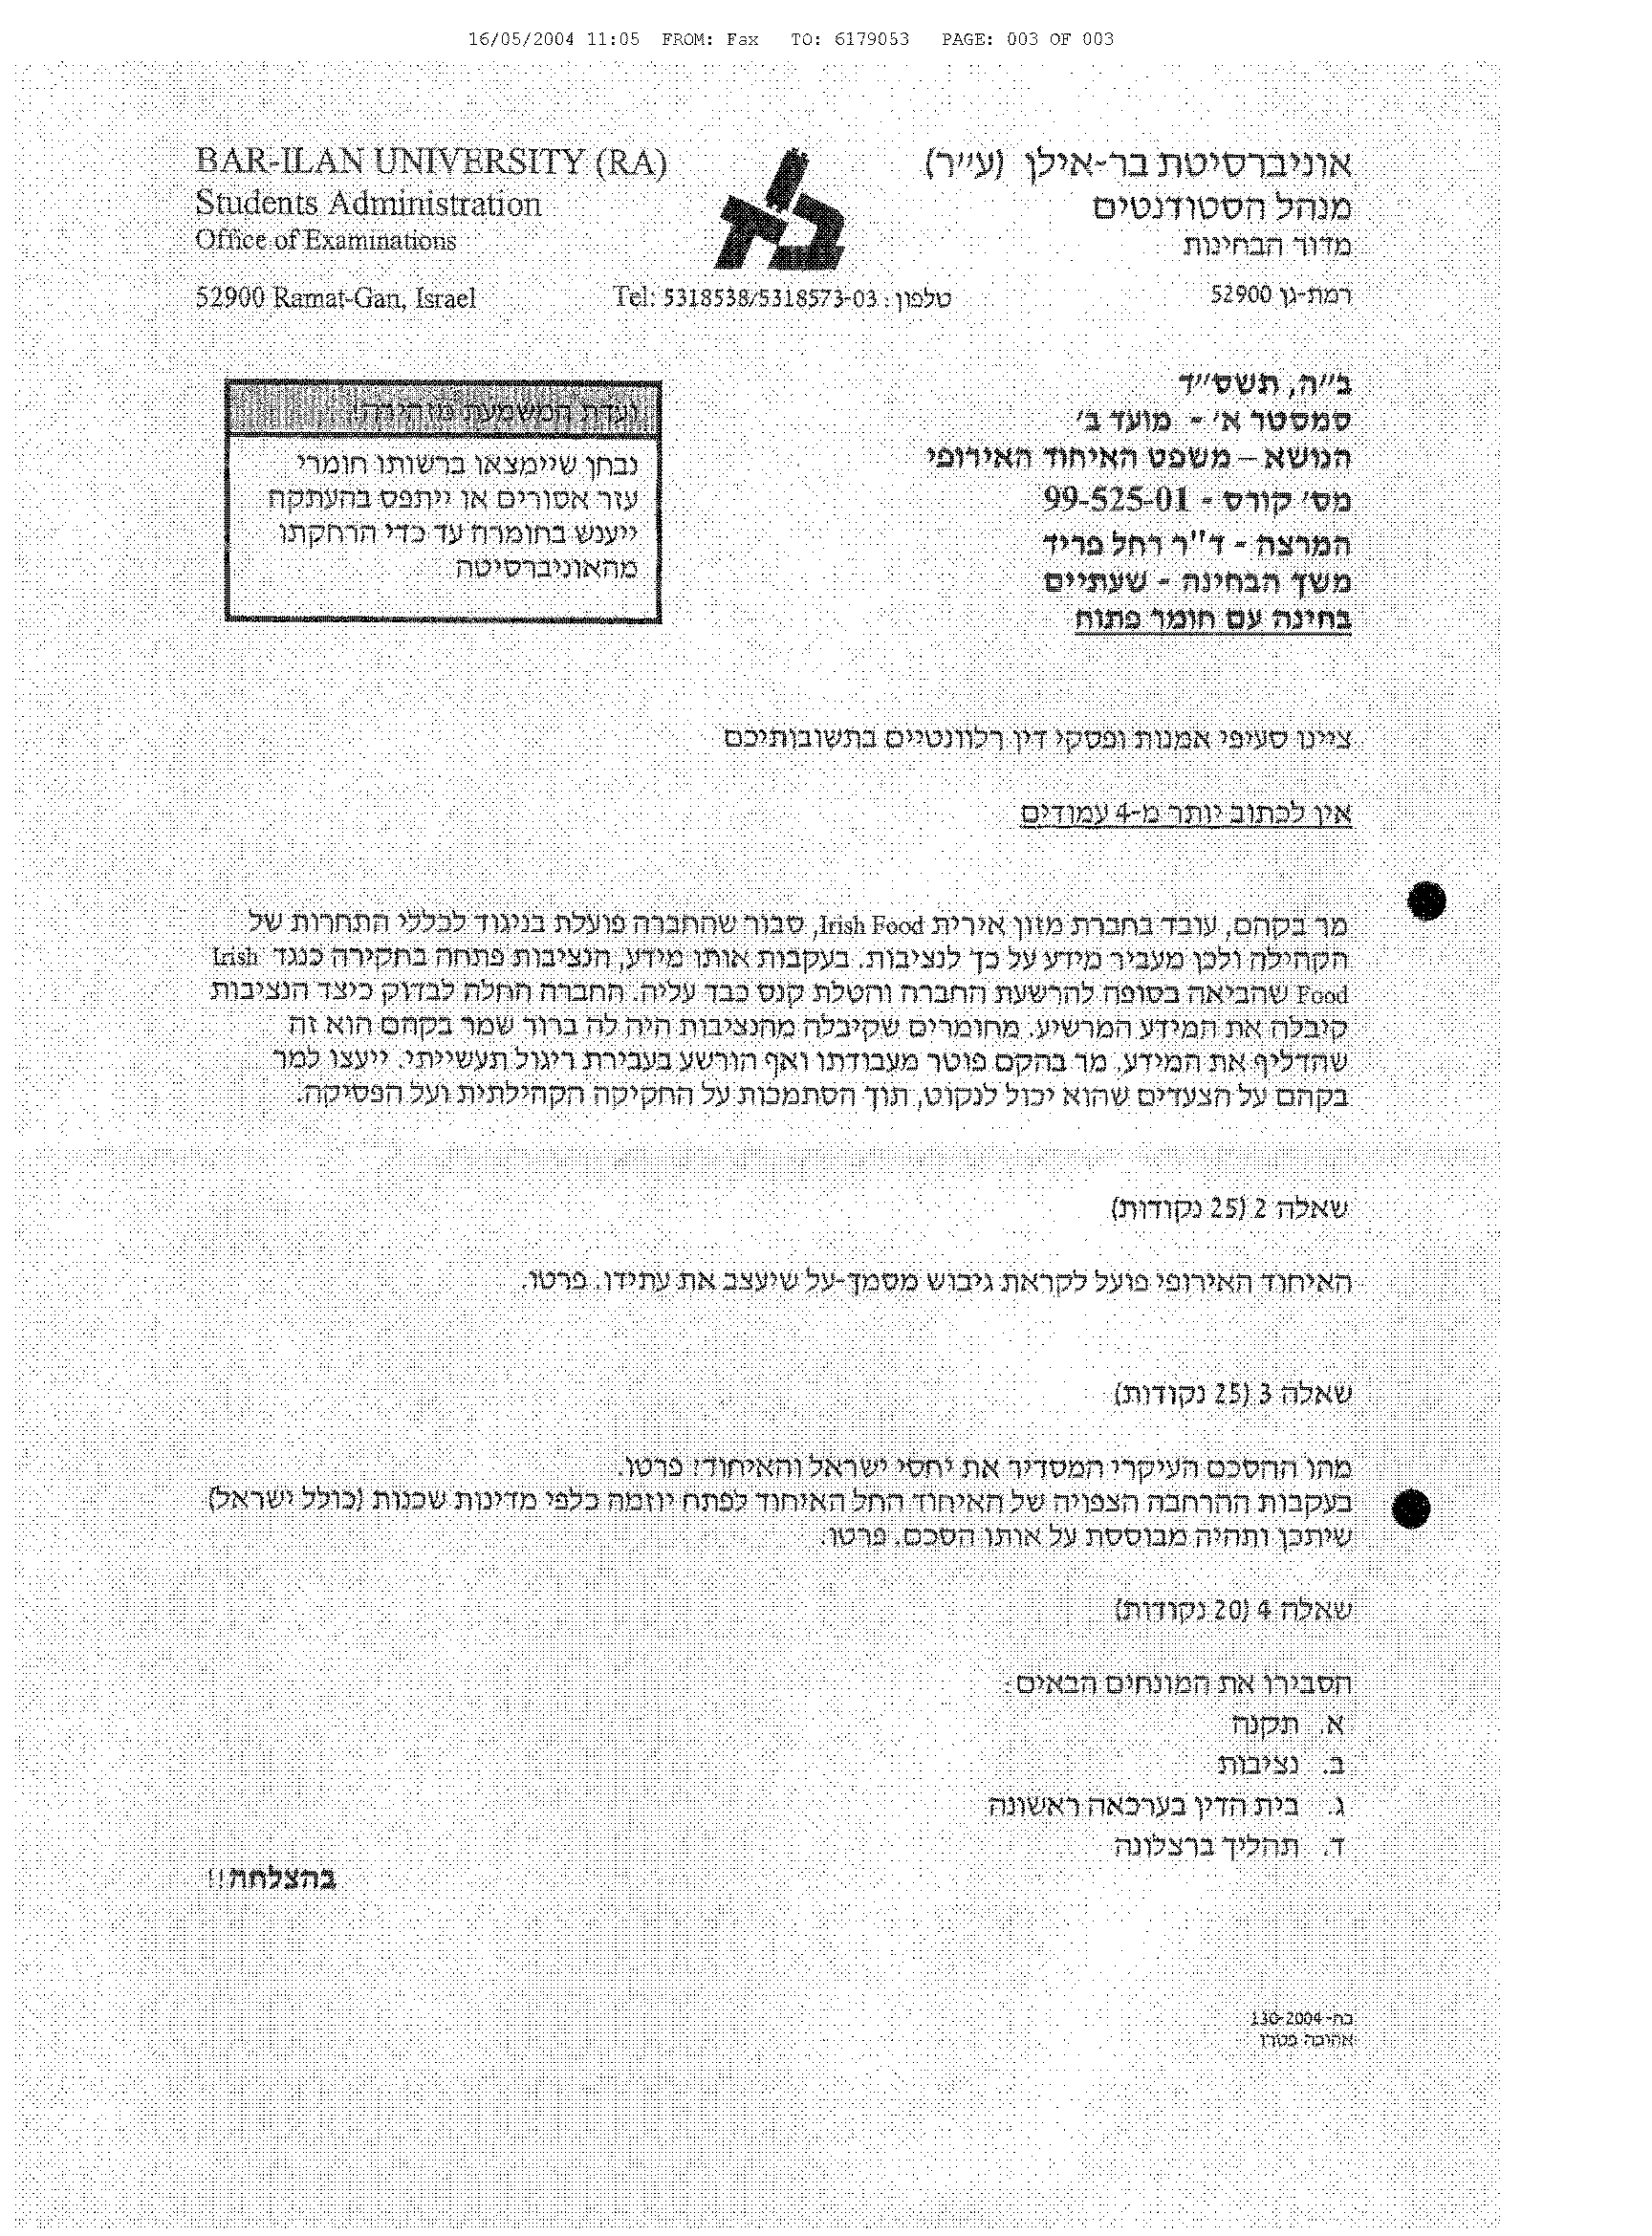 16/05/2004 11:05 FROM: Fax TO: 6179053 PAGE: 003 OF 003
BAR-ILAN UNIVERSITY (RA)
Students Administration
Office of Examinations
52900 Ramat-Gan, Israel
Tel: 5318538/5318573-03 : טלפון
אוניברסיטת בר-אילן (ע״ר)
מנהל הסטודנטים
מדור הבחינות
רמת-גן 52900
ב״ה, תשס״ד
סמסטר א׳ - מועד ב׳
הנושא – משפט האיחוד האירופי
מס׳ קורס - 99-525-01
המרצה - ד"ר רחל פריד
משך הבחינה - שעתיים
בחינה עם חומר פתוח
ועדת המשמעת מזהירה!
נבחן שיימצאו ברשותו חומרי
עזר אסורים או ייתפס בהעתקה
ייענש בחומרה עד כדי הרחקתו
מהאוניברסיטה
ציינו סעיפי אמנות ופסקי דין רלוונטיים בתשובותיכם
אין לכתוב יותר מ-4 עמודים
מר בקהם, עובד בחברת מזון אירית Irish Food, סבור שהחברה פועלת בניגוד לכללי התחרות של
הקהילה ולכן מעביר מידע על כך לנציבות. בעקבות אותו מידע, הנציבות פתחה בחקירה כנגד Irish
Food שהביאה בסופה להרשעת החברה והטלת קנס כבד עליה. החברה החלה לבדוק כיצד הנציבות
קיבלה את המידע המרשיע. מחומרים שקיבלה מהנציבות היה לה ברור שמר בקהם הוא זה
שהדליף את המידע. מר בהקם פוטר מעבודתו ואף הורשע בעבירת ריגול תעשייתי. ייעצו למר
בקהם על הצעדים שהוא יכול לנקוט, תוך הסתמכות על החקיקה הקהילתית ועל הפסיקה.
שאלה 2 (25 נקודות)
האיחוד האירופי פועל לקראת גיבוש מסמך-על שיעצב את עתידו. פרטו.
שאלה 3 (25 נקודות)
מהו ההסכם העיקרי המסדיר את יחסי ישראל והאיחוד? פרטו.
בעקבות ההרחבה הצפויה של האיחוד החל האיחוד לפתח יוזמה כלפי מדינות שכנות (כולל ישראל)
שיתכן ותהיה מבוססת על אותו הסכם. פרטו.
שאלה 4 (20 נקודות)
הסבירו את המונחים הבאים:
א. תקנה
ב. נציבות
ג. בית הדין בערכאה ראשונה
ד. תהליך ברצלונה
בהצלחה!!
בח-130-2004
אהובה פטרן